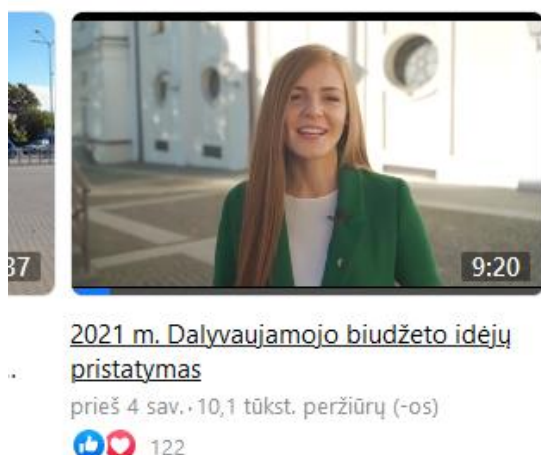 37
9:20
2021 m. Dalyvaujamojo biudžeto idėjų
pristatymas
..
prieš 4 sav. · 10,1 tūkst. peržiūrų (-os)
122